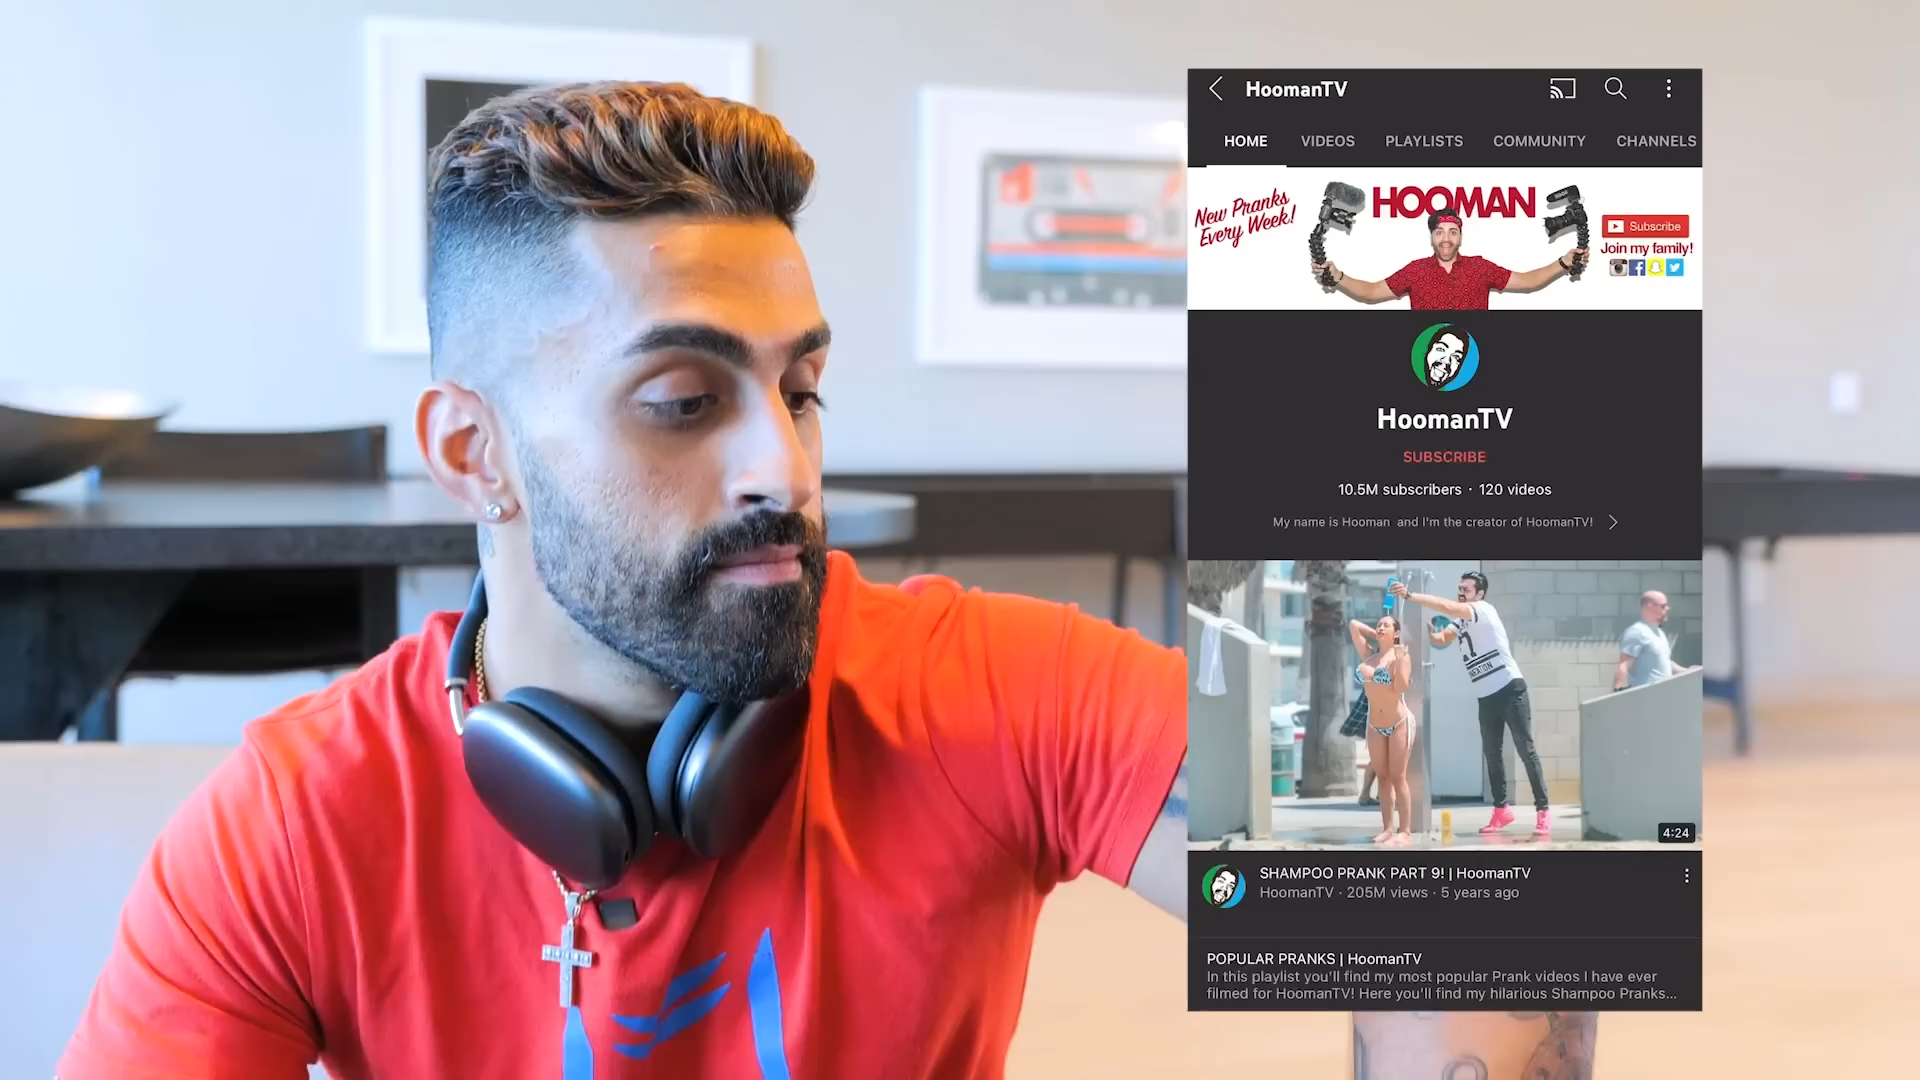 HoomanTV
HOME VIDEOS PLAYLISTS COMMUNITY CHANNELS
New Pranks
Every Week!
HOOMAN
Subscribe
Join my family!
HoomanTV
SUBSCRIBE
10.5M subscribers · 120 videos
My name is Hooman and I'm the creator of HoomanTV!
4:24
SHAMPOO PRANK PART 9! | HoomanTV
HoomanTV · 205M views · 5 years ago
POPULAR PRANKS | HoomanTV
In this playlist you'll find my most popular Prank videos I have ever
filmed for HoomanTV! Here you'll find my hilarious Shampoo Pranks...